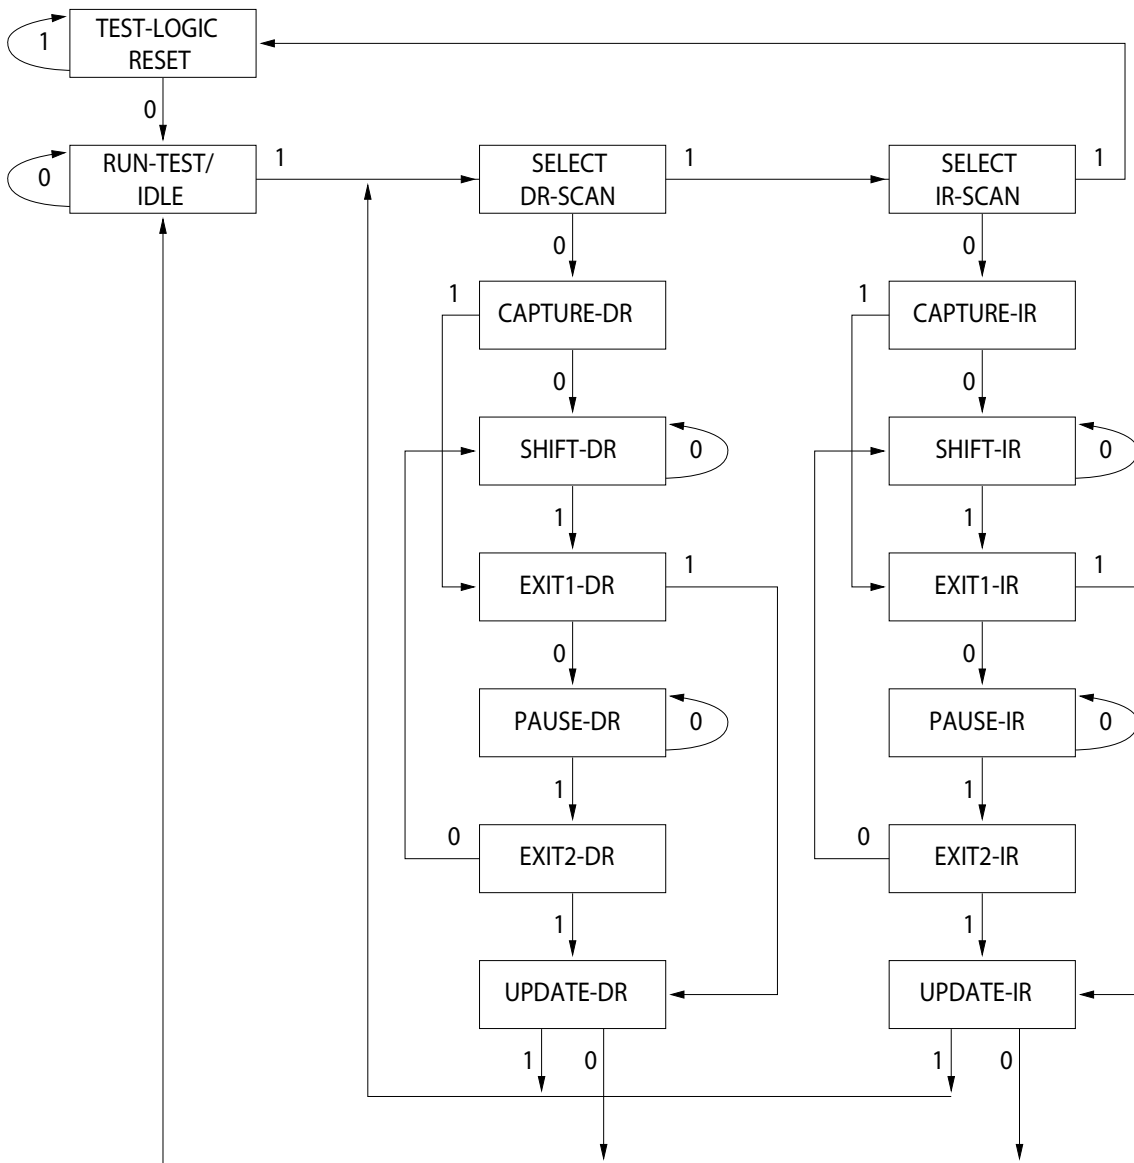 TEST-LOGIC
RESET
1
0
RUN-TEST/
IDLE
0
1
SELECT
DR-SCAN
1
SELECT
IR-SCAN
1
0
0
1
CAPTURE-DR
1
CAPTURE-IR
0
0
SHIFT-DR
0
SHIFT-IR
0
1
1
EXIT1-DR
1
EXIT1-IR
1
0
0
PAUSE-DR
0
PAUSE-IR
0
1
1
0
EXIT2-DR
0
EXIT2-IR
1
1
UPDATE-DR
UPDATE-IR
1
0
1
0